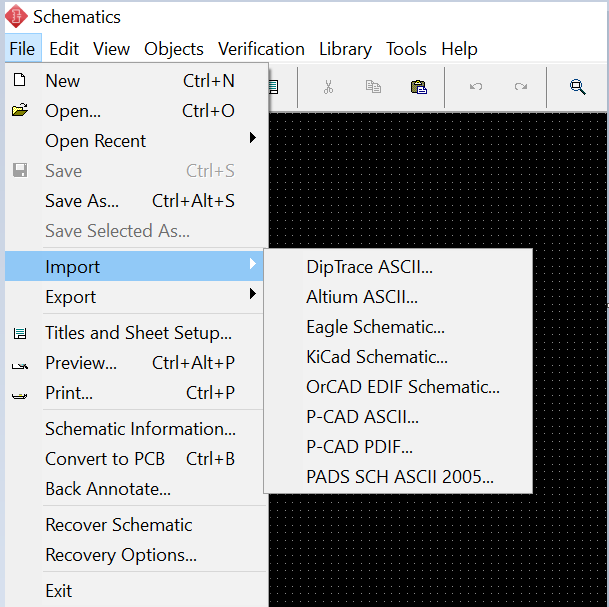 Schematics
File Edit View Objects Verification Library Tools Help
New Ctrl+N
Open... Ctrl+O
Open Recent
Save Ctrl+S
Save As... Ctrl+Alt+S
Save Selected As...
Import
Export
Titles and Sheet Setup...
Preview... Ctrl+Alt+P
Print... Ctrl+P
Schematic Information...
Convert to PCB Ctrl+B
Back Annotate...
Recover Schematic
Recovery Options...
Exit
DipTrace ASCII...
Altium ASCII...
Eagle Schematic...
KiCad Schematic...
OrCAD EDIF Schematic...
P-CAD ASCII...
P-CAD PDIF...
PADS SCH ASCII 2005...